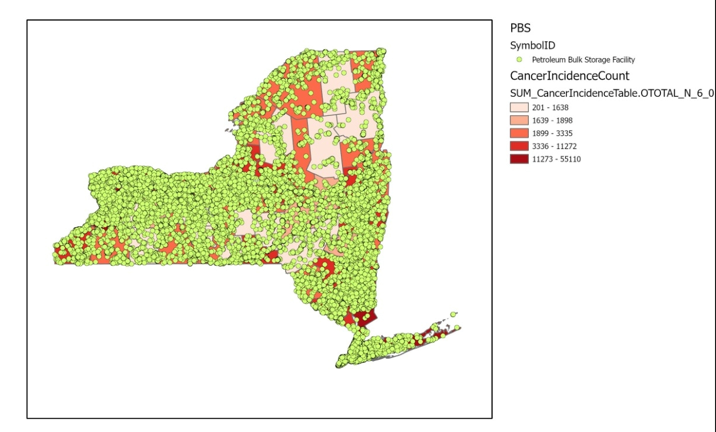 PBS
SymbolID
Petroleum Bulk Storage Facility
CancerIncidenceCount
SUM_CancerIncidenceTable.OTOTAL_N_6_0
201 - 1638
1639 - 1898
1899 - 3335
3336 - 11272
11273 - 55110